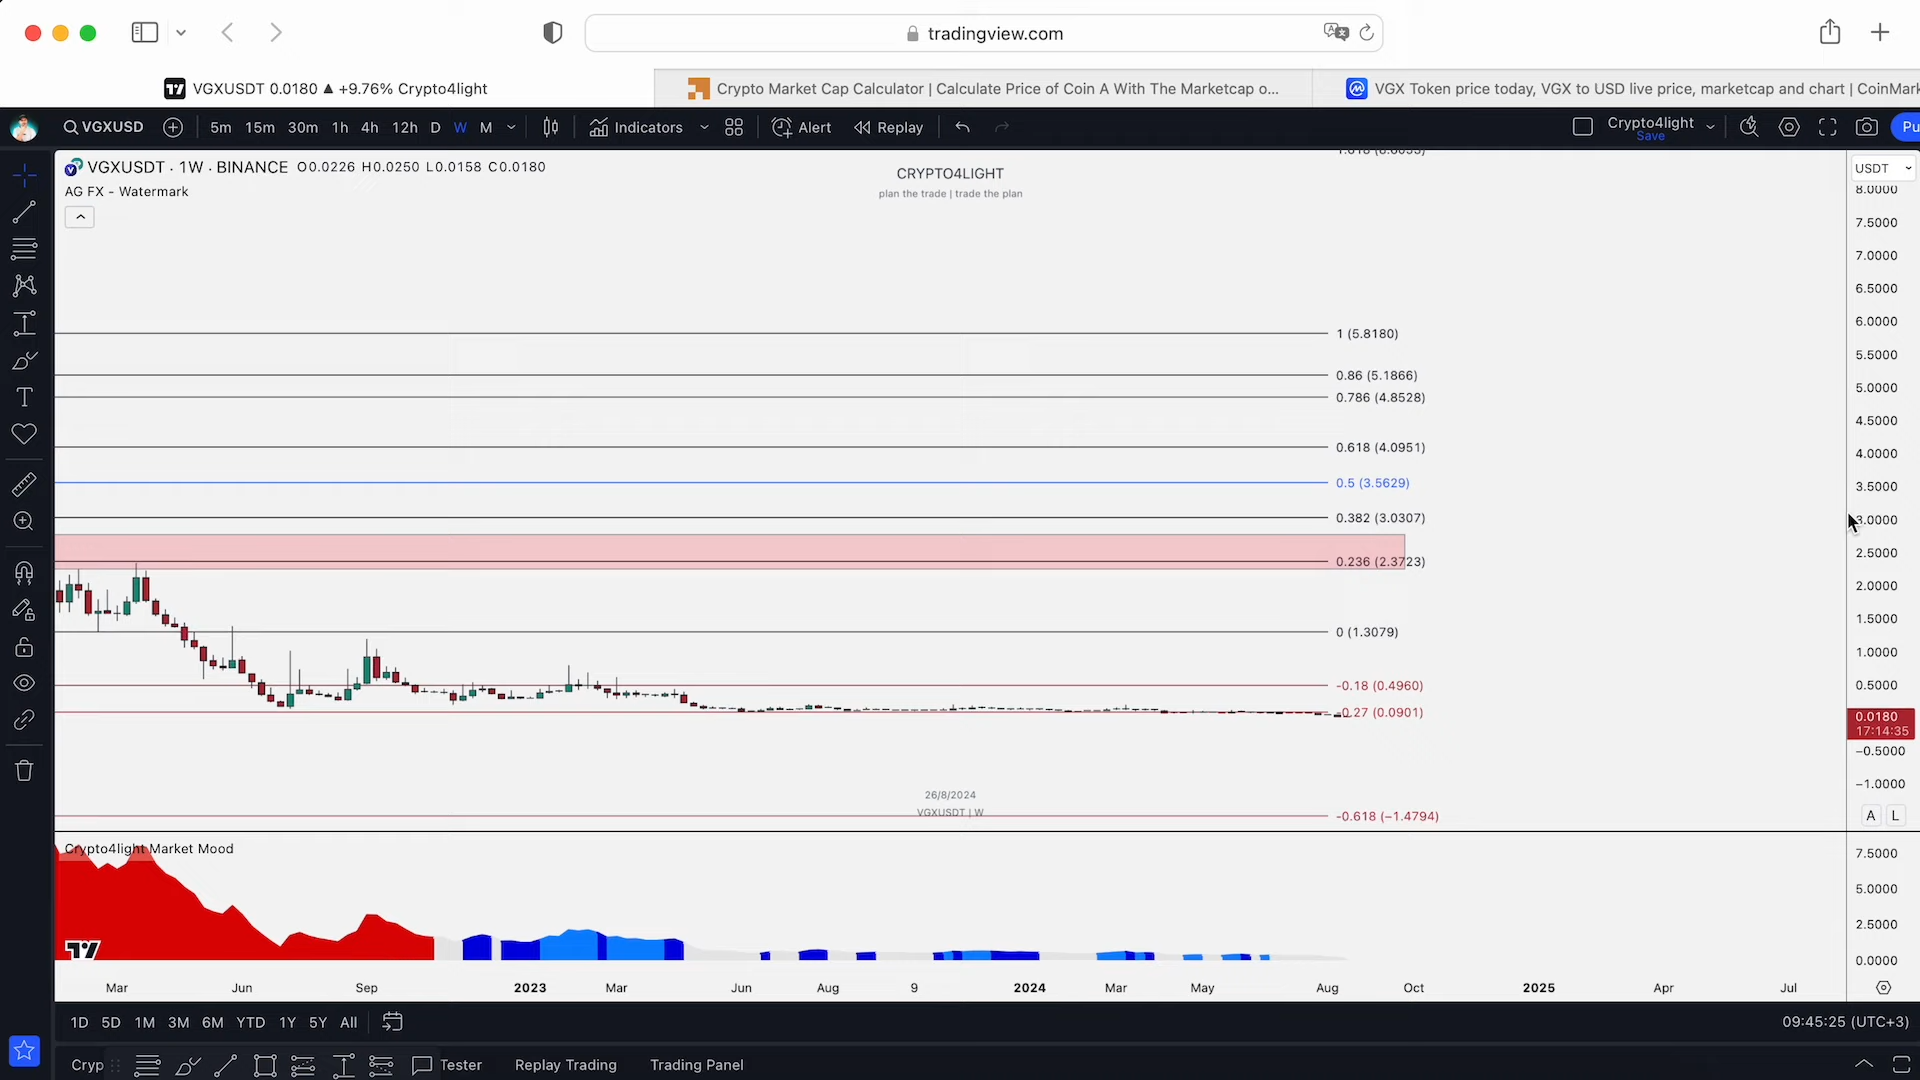 tradingview.com
VGXUSDT 0.0180 ▲ +9.76% Crypto4light
Crypto Market Cap Calculator | Calculate Price of Coin A With The Marketcap o...
VGX Token price today, VGX to USD live price, marketcap and chart | CoinMark
VGXUSD
5m 15m 30m 1h 4h 12h D W M
Indicators
Alert
Replay
Crypto4light
Save
Pu
VGXUSDT · 1W · BINANCE O0.0226 H0.0250 L0.0158 C0.0180
AG FX - Watermark
CRYPTO4LIGHT
plan the trade | trade the plan
USDT
8.0000
7.5000
7.0000
6.5000
6.0000
5.5000
5.0000
4.5000
4.0000
3.5000
3.0000
2.5000
2.0000
1.5000
1.0000
0.5000
0.0180
17:14:35
−0.5000
−1.0000
A L
1 (5.8180)
0.86 (5.1866)
0.786 (4.8528)
0.618 (4.0951)
0.5 (3.5629)
0.382 (3.0307)
0.236 (2.3723)
0 (1.3079)
-0.18 (0.4960)
-0.27 (0.0901)
-0.618 (−1.4794)
26/8/2024
VGXUSDT | W
Crypto4light Market Mood
7.5000
5.0000
2.5000
0.0000
Mar Jun Sep 2023 Mar Jun Aug 9 2024 Mar May Aug Oct 2025 Apr Jul
1D 5D 1M 3M 6M YTD 1Y 5Y All
09:45:25 (UTC+3)
Cryp
Tester
Replay Trading
Trading Panel